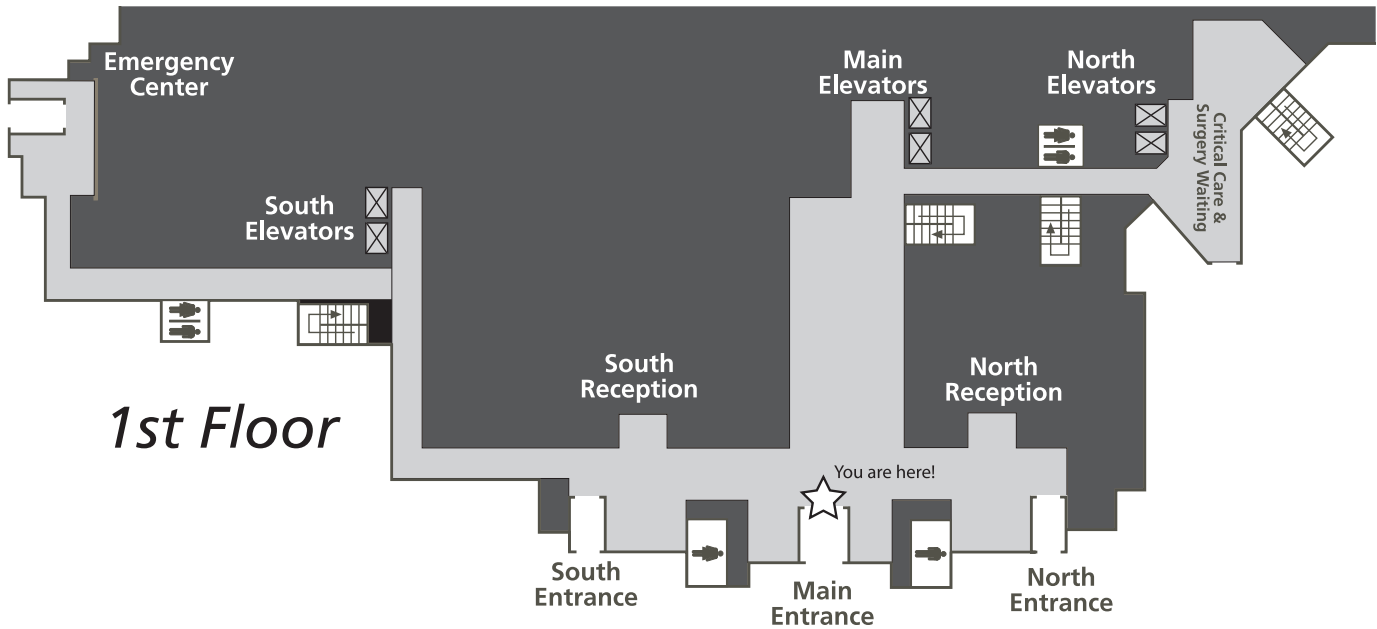 Emergency
Center
Main
Elevators
North
Elevators
Critical Care &
Surgery Waiting
South
Elevators
South
Reception
North
Reception
1st Floor
You are here!
South
Entrance
Main
Entrance
North
Entrance